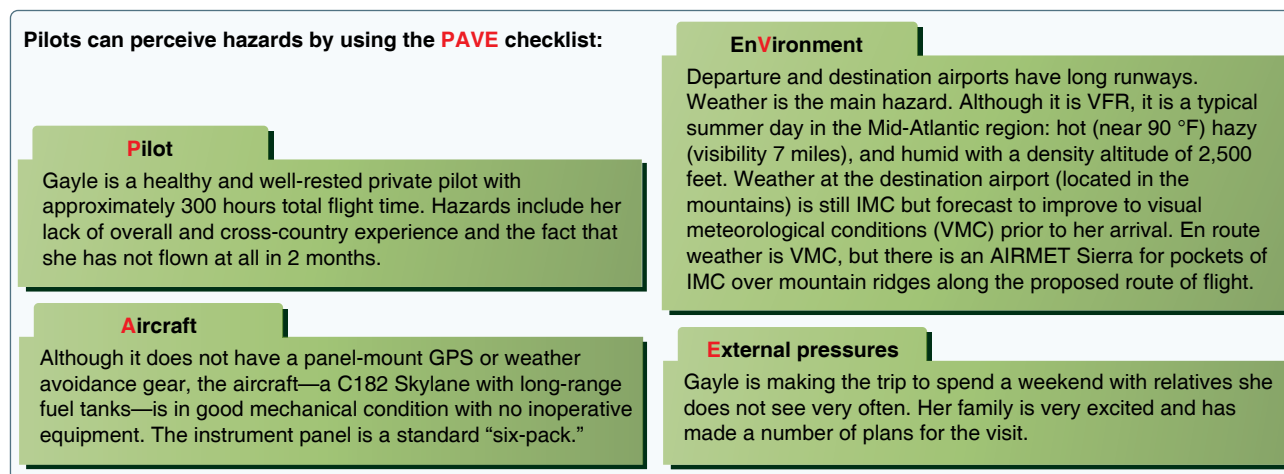 Pilots can perceive hazards by using the PAVE checklist:
Pilot
Gayle is a healthy and well-rested private pilot with
approximately 300 hours total flight time. Hazards include her
lack of overall and cross-country experience and the fact that
she has not flown at all in 2 months.
Aircraft
Although it does not have a panel-mount GPS or weather
avoidance gear, the aircraft—a C182 Skylane with long-range
fuel tanks—is in good mechanical condition with no inoperative
equipment. The instrument panel is a standard “six-pack.”
EnVironment
Departure and destination airports have long runways.
Weather is the main hazard. Although it is VFR, it is a typical
summer day in the Mid-Atlantic region: hot (near 90 °F) hazy
(visibility 7 miles), and humid with a density altitude of 2,500
feet. Weather at the destination airport (located in the
mountains) is still IMC but forecast to improve to visual
meteorological conditions (VMC) prior to her arrival. En route
weather is VMC, but there is an AIRMET Sierra for pockets of
IMC over mountain ridges along the proposed route of flight.
External pressures
Gayle is making the trip to spend a weekend with relatives she
does not see very often. Her family is very excited and has
made a number of plans for the visit.